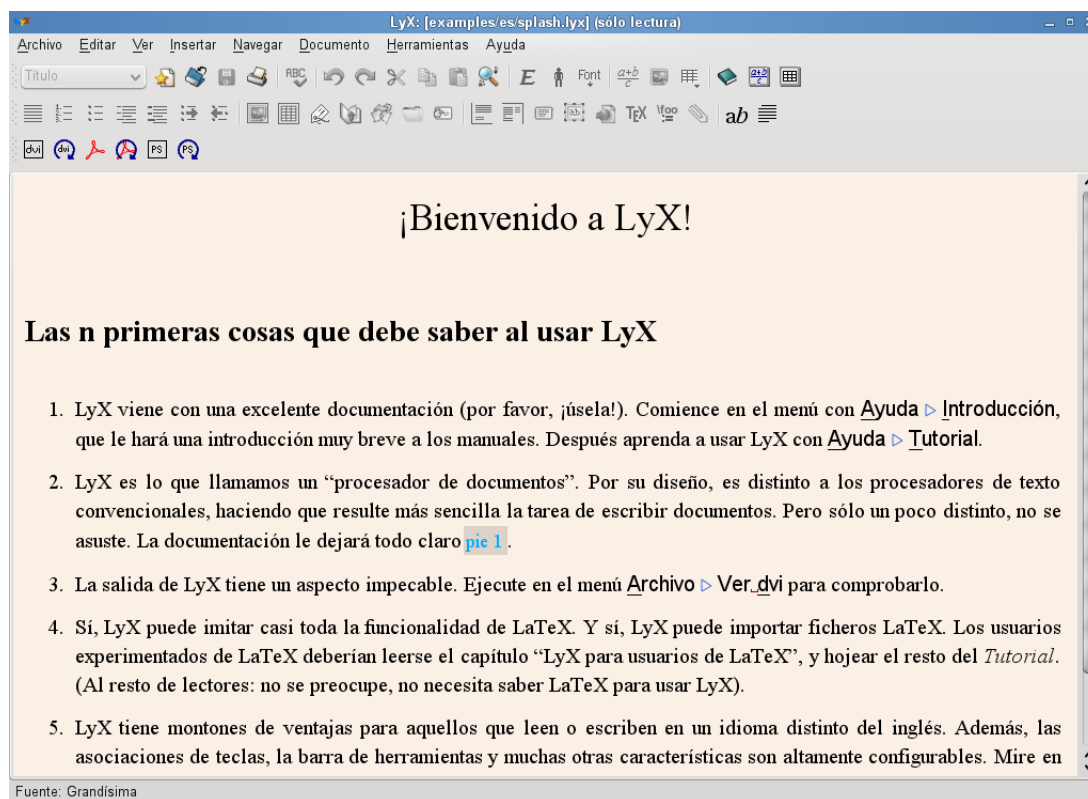 LyX: [examples/es/splash.lyx] (sólo lectura)
Archivo Editar Ver Insertar Navegar Documento Herramientas Ayuda
Título ABC E Font a+b
TEX \foo ab
dvi dvi PS PS
¡Bienvenido a LyX!
Las n primeras cosas que debe saber al usar LyX
1. LyX viene con una excelente documentación (por favor, ¡úsela!). Comience en el menú con Ayuda ▷ Introducción,
que le hará una introducción muy breve a los manuales. Después aprenda a usar LyX con Ayuda ▷ Tutorial.
2. LyX es lo que llamamos un “procesador de documentos”. Por su diseño, es distinto a los procesadores de texto
convencionales, haciendo que resulte más sencilla la tarea de escribir documentos. Pero sólo un poco distinto, no se
asuste. La documentación le dejará todo claro pie 1 .
3. La salida de LyX tiene un aspecto impecable. Ejecute en el menú Archivo ▷ Ver dvi para comprobarlo.
4. Sí, LyX puede imitar casi toda la funcionalidad de LaTeX. Y sí, LyX puede importar ficheros LaTeX. Los usuarios
experimentados de LaTeX deberían leerse el capítulo “LyX para usuarios de LaTeX”, y hojear el resto del Tutorial.
(Al resto de lectores: no se preocupe, no necesita saber LaTeX para usar LyX).
5. LyX tiene montones de ventajas para aquellos que leen o escriben en un idioma distinto del inglés. Además, las
asociaciones de teclas, la barra de herramientas y muchas otras características son altamente configurables. Mire en
Fuente: Grandísima